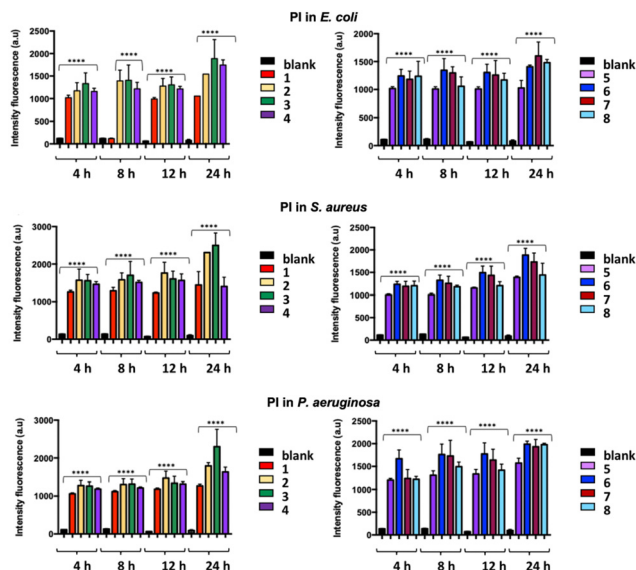 PI in E. coli
Intensity fluorescence (a.u)
2500
2000
1500
1000
500
0
****
****
****
****
4 h
8 h
12 h
24 h
blank
1
2
3
4
Intensity fluorescence (a.u)
2000
1500
1000
500
0
****
****
****
****
4 h
8 h
12 h
24 h
blank
5
6
7
8
PI in S. aureus
Intensity fluorescence (a.u)
3000
2000
1000
0
****
****
****
****
4 h
8 h
12 h
24 h
blank
1
2
3
4
Intensity fluorescence (a.u)
2500
2000
1500
1000
500
0
****
****
****
****
4 h
8 h
12 h
24 h
blank
5
6
7
8
PI in P. aeruginosa
Intensity fluorescence (a.u)
3000
2000
1000
0
****
****
****
****
4 h
8 h
12 h
24 h
blank
1
2
3
4
Intensity fluorescence (a.u)
2500
2000
1500
1000
500
0
****
****
****
****
4 h
8 h
12 h
24 h
blank
5
6
7
8